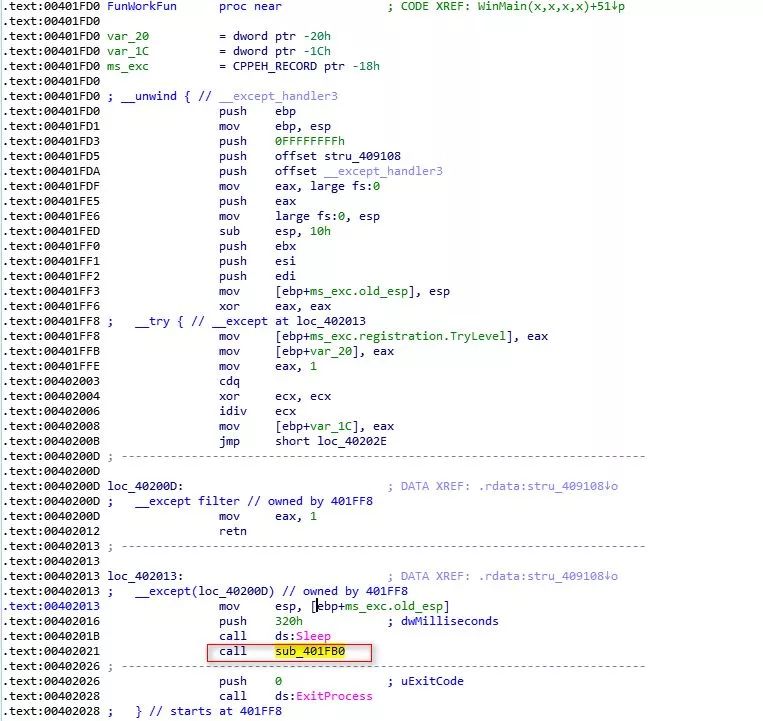 .text:00401FD0 FunWorkFun proc near ; CODE XREF: WinMain(x,x,x,x)+51↓p
.text:00401FD0
.text:00401FD0 var_20 = dword ptr -20h
.text:00401FD0 var_1C = dword ptr -1Ch
.text:00401FD0 ms_exc = CPPEH_RECORD ptr -18h
.text:00401FD0
.text:00401FD0 ; __unwind { // __except_handler3
.text:00401FD0 push ebp
.text:00401FD1 mov ebp, esp
.text:00401FD3 push 0FFFFFFFFh
.text:00401FD5 push offset stru_409108
.text:00401FDA push offset __except_handler3
.text:00401FDF mov eax, large fs:0
.text:00401FE5 push eax
.text:00401FE6 mov large fs:0, esp
.text:00401FED sub esp, 10h
.text:00401FF0 push ebx
.text:00401FF1 push esi
.text:00401FF2 push edi
.text:00401FF3 mov [ebp+ms_exc.old_esp], esp
.text:00401FF6 xor eax, eax
.text:00401FF8 ; __try { // __except at loc_402013
.text:00401FF8 mov [ebp+ms_exc.registration.TryLevel], eax
.text:00401FFB mov [ebp+var_20], eax
.text:00401FFE mov eax, 1
.text:00402003 cdq
.text:00402004 xor ecx, ecx
.text:00402006 idiv ecx
.text:00402008 mov [ebp+var_1C], eax
.text:0040200B jmp short loc_40202E
.text:0040200D ; ---------------------------------------------------------------------------
.text:0040200D
.text:0040200D loc_40200D: ; DATA XREF: .rdata:stru_409108↓o
.text:0040200D ; __except filter // owned by 401FF8
.text:0040200D mov eax, 1
.text:00402012 retn
.text:00402013 ; ---------------------------------------------------------------------------
.text:00402013
.text:00402013 loc_402013: ; DATA XREF: .rdata:stru_409108↓o
.text:00402013 ; __except(loc_40200D) // owned by 401FF8
.text:00402013 mov esp, [ebp+ms_exc.old_esp]
.text:00402016 push 320h ; dwMilliseconds
.text:0040201B call ds:Sleep
.text:00402021 call sub_401FB0
.text:00402026 ; ---------------------------------------------------------------------------
.text:00402026 push 0 ; uExitCode
.text:00402028 call ds:ExitProcess
.text:00402028 ; } // starts at 401FF8